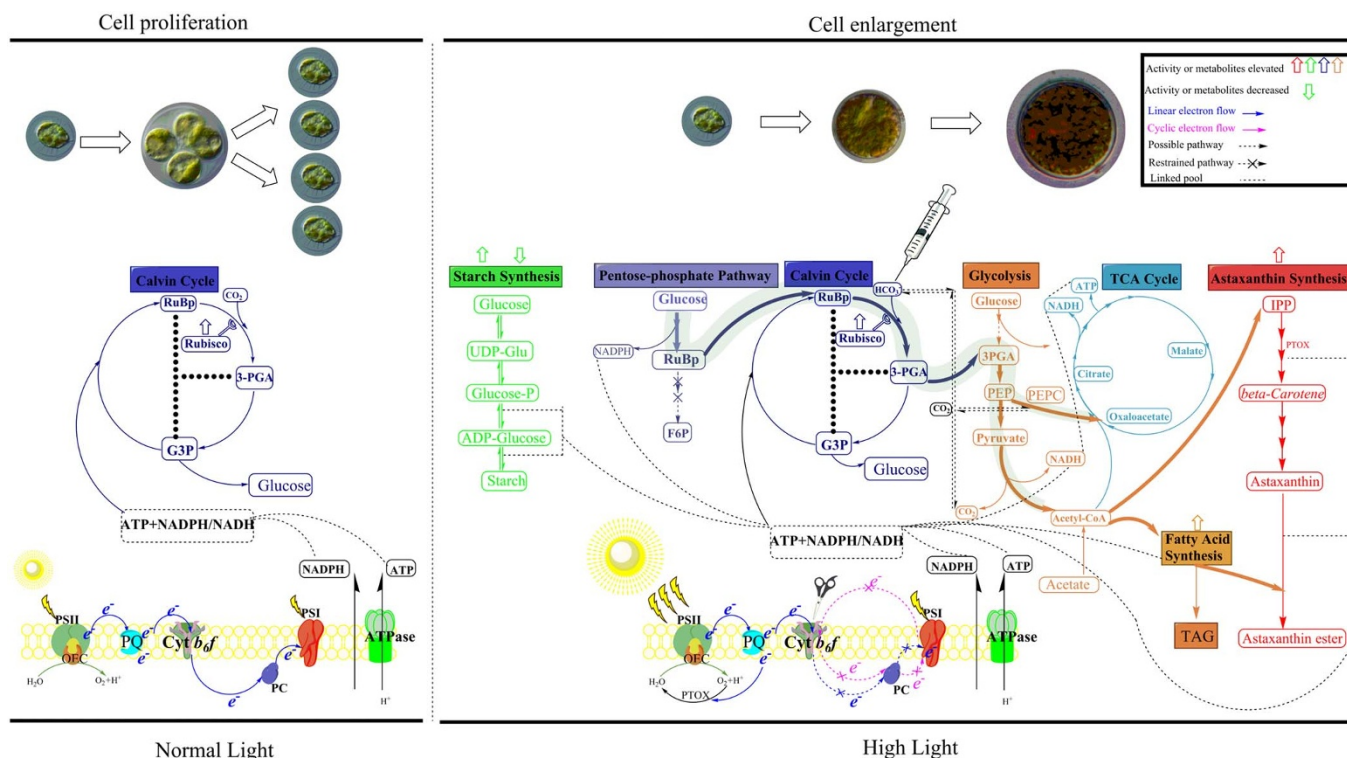 Cell proliferation
Cell enlargement
Activity or metabolites elevated
Activity or metabolites decreased
Linear electron flow
Cyclic electron flow
Possible pathway
Restrained pathway
Linked pool
Calvin Cycle
RuBp
CO2
Rubisco
3-PGA
G3P
Glucose
ATP+NADPH/NADH
NADPH
ATP
PSII
e-
e-
PSI
e-
PQ
e-
Cyt b6f
e-
ATPase
OEC
H2O
O2+H+
e-
PC
H+
Normal Light
Starch Synthesis
Glucose
UDP-Glu
Glucose-P
ADP-Glucose
Starch
Pentose-phosphate Pathway
Glucose
NADPH
RuBp
F6P
Calvin Cycle
RuBp
HCO3-
Rubisco
3-PGA
G3P
Glucose
CO2
CO2
Glycolysis
Glucose
3PGA
PEP
PEPC
Pyruvate
NADH
Acetyl-CoA
Acetate
TCA Cycle
ATP
NADH
Malate
Citrate
Oxaloacetate
Astaxanthin Synthesis
IPP
PTOX
beta-Carotene
Astaxanthin
Astaxanthin ester
Fatty Acid
Synthesis
TAG
ATP+NADPH/NADH
NADPH
ATP
PSII
e-
e-
e-
PSI
e-
PQ
e-
Cyt b6f
e-
ATPase
OEC
H2O
O2+H+
PTOX
e-
PC
e-
H+
High Light